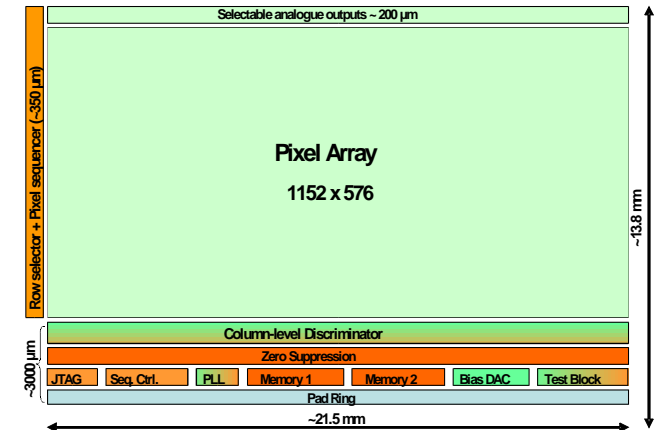 Selectable analogue outputs ~ 200 µm
Row selector + Pixel sequencer (~350 µm)
Pixel Array
1152 x 576
~13.8 mm
Column-level Discriminator
Zero Suppression
~3000 µm
JTAG Seq. Ctrl. PLL Memory 1 Memory 2 Bias DAC Test Block
Pad Ring
~21.5 mm